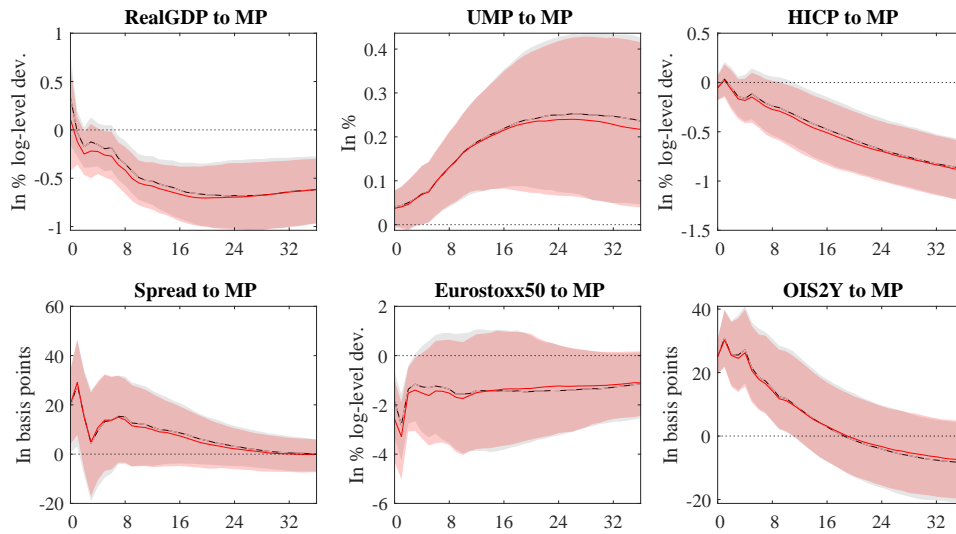 RealGDP to MP
In % log-level dev.
1
0.5
0
-0.5
-1
0 8 16 24 32
UMP to MP
In %
0.4
0.3
0.2
0.1
0
0 8 16 24 32
HICP to MP
In % log-level dev.
0.5
0
-0.5
-1
-1.5
0 8 16 24 32
Spread to MP
In basis points
60
40
20
0
-20
0 8 16 24 32
Eurostoxx50 to MP
In % log-level dev.
2
0
-2
-4
-6
0 8 16 24 32
OIS2Y to MP
In basis points
40
20
0
-20
0 8 16 24 32